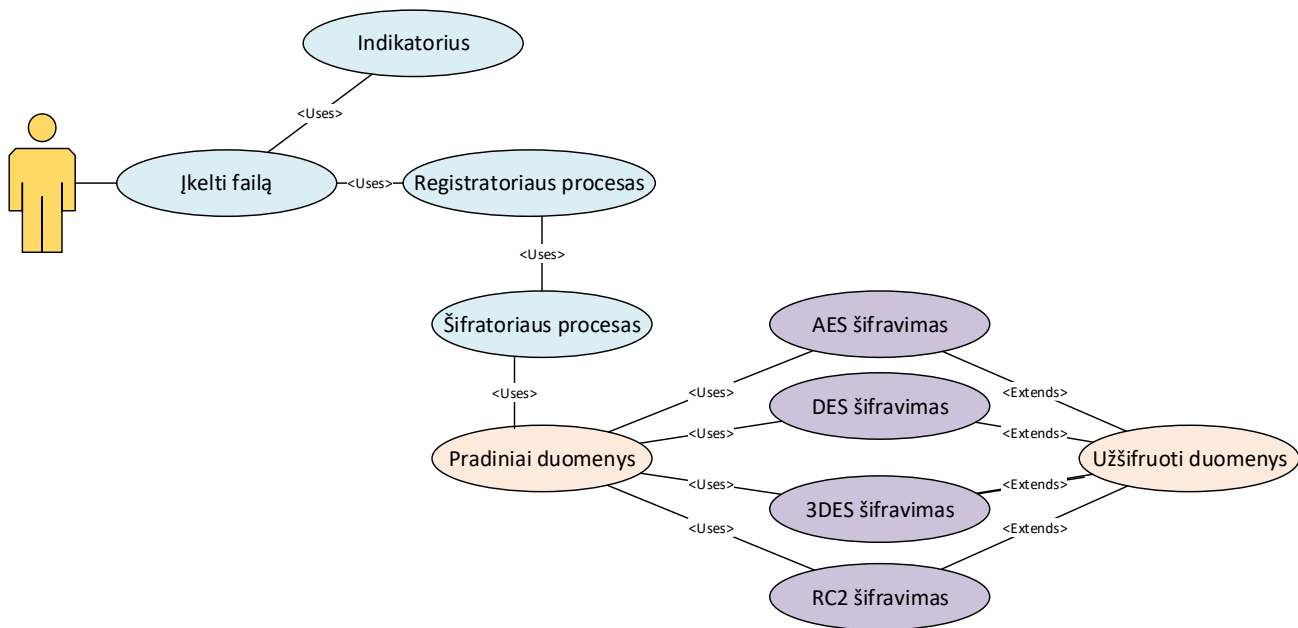 Indikatorius
<Uses>
Įkelti failą
<Uses>
Registratoriaus procesas
<Uses>
Šifratoriaus procesas
AES šifravimas
<Uses>
<Uses>
<Extends>
DES šifravimas
<Uses>
<Extends>
Pradiniai duomenys
Užšifruoti duomenys
<Uses>
<Extends>
3DES šifravimas
<Uses>
<Extends>
RC2 šifravimas